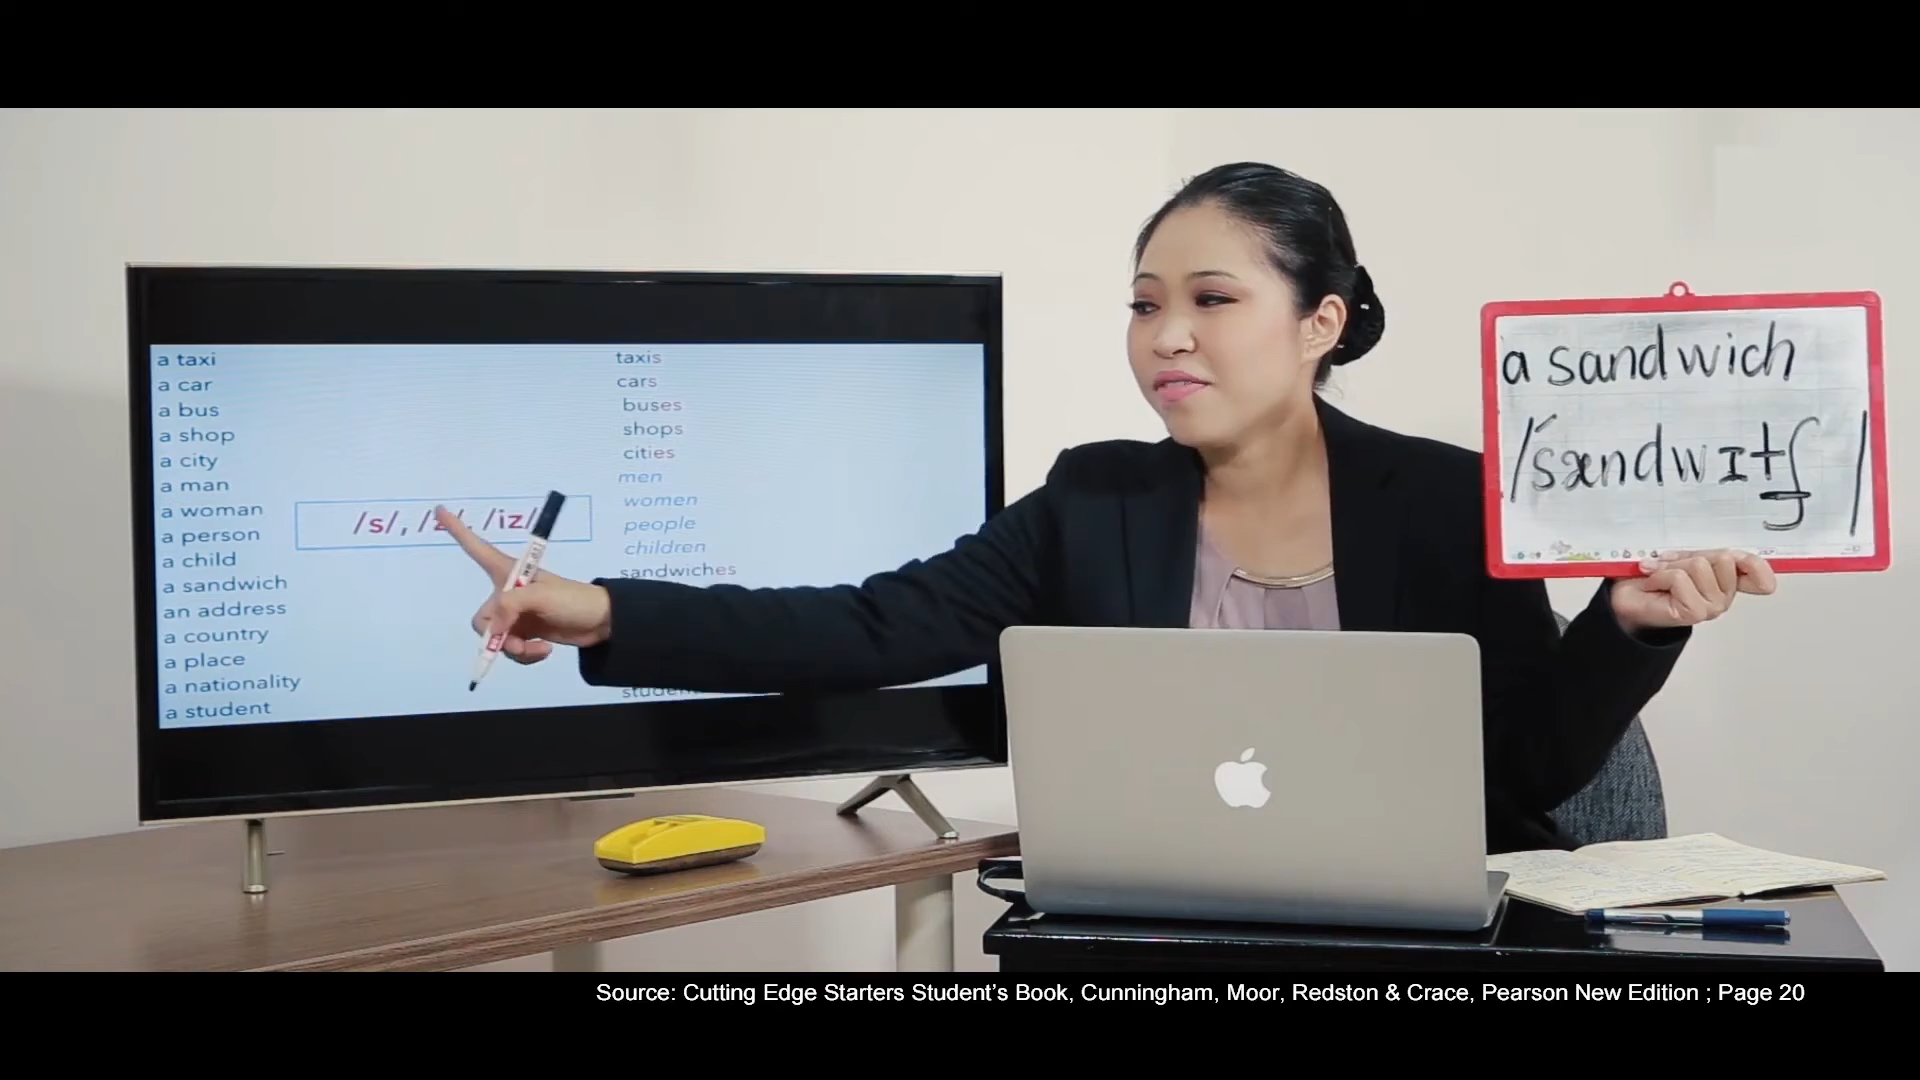 a taxi
a car
a bus
a shop
a city
a man
a woman
a person
a child
a sandwich
an address
a country
a place
a nationality
a student
/s/, /z/, /iz/
taxis
cars
buses
shops
cities
men
women
people
children
sandwiches
a sandwich
/ˈsændwɪtʃ/
Source: Cutting Edge Starters Student’s Book, Cunningham, Moor, Redston & Crace, Pearson New Edition ; Page 20